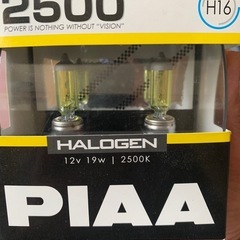 2500
H16
POWER IS NOTHING WITHOUT "VISION"
HALOGEN
12v 19w | 2500K
PIAA